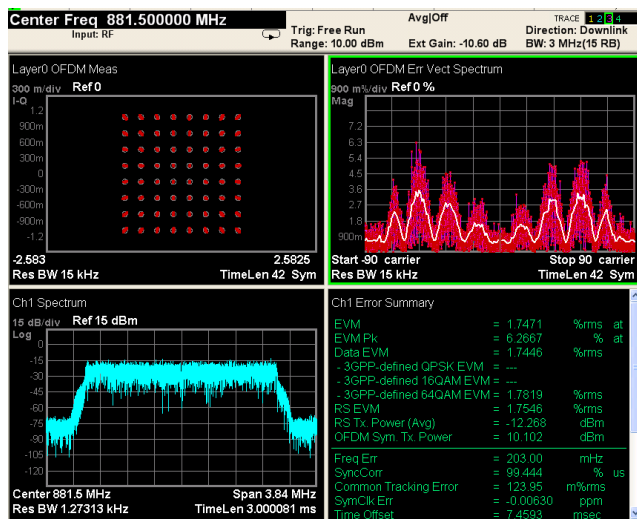 Center Freq 881.500000 MHz
Input: RF
Trig: Free Run
Range: 10.00 dBm
Avg|Off
Ext Gain: -10.60 dB
TRACE 1 2 3 4
Direction: Downlink
BW: 3 MHz(15 RB)
Layer0 OFDM Meas
300 m/div Ref 0
I-Q
1.2
900m
600m
300m
0
-300m
-600m
-900m
-1.2
-2.583 2.5825
Res BW 15 kHz TimeLen 42 Sym
Layer0 OFDM Err Vect Spectrum
900 m%/div Ref 0 %
Mag
7.2
6.3
5.4
4.5
3.6
2.7
1.8
900m
Start -90 carrier Stop 90 carrier
Res BW 15 kHz TimeLen 42 Sym
Ch1 Spectrum
15 dB/div Ref 15 dBm
Log
0
-15
-30
-45
-60
-75
-90
-105
-120
Center 881.5 MHz Span 3.84 MHz
Res BW 1.27313 kHz TimeLen 3.000081 ms
Ch1 Error Summary
EVM = 1.7471 %rms at
EVM Pk = 6.2667 % at
Data EVM = 1.7446 %rms
- 3GPP-defined QPSK EVM = ---
- 3GPP-defined 16QAM EVM = ---
- 3GPP-defined 64QAM EVM = 1.7819 %rms
RS EVM = 1.7546 %rms
RS Tx. Power (Avg) = -12.268 dBm
OFDM Sym. Tx. Power = 10.102 dBm
Freq Err = 203.00 mHz
SyncCorr = 99.444 % us
Common Tracking Error = 123.95 m%rms
SymClk Err = -0.00630 ppm
Time Offset = 7.4593 msec